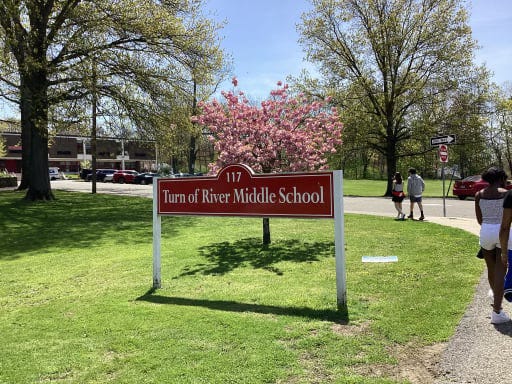 117
Turn of River Middle School